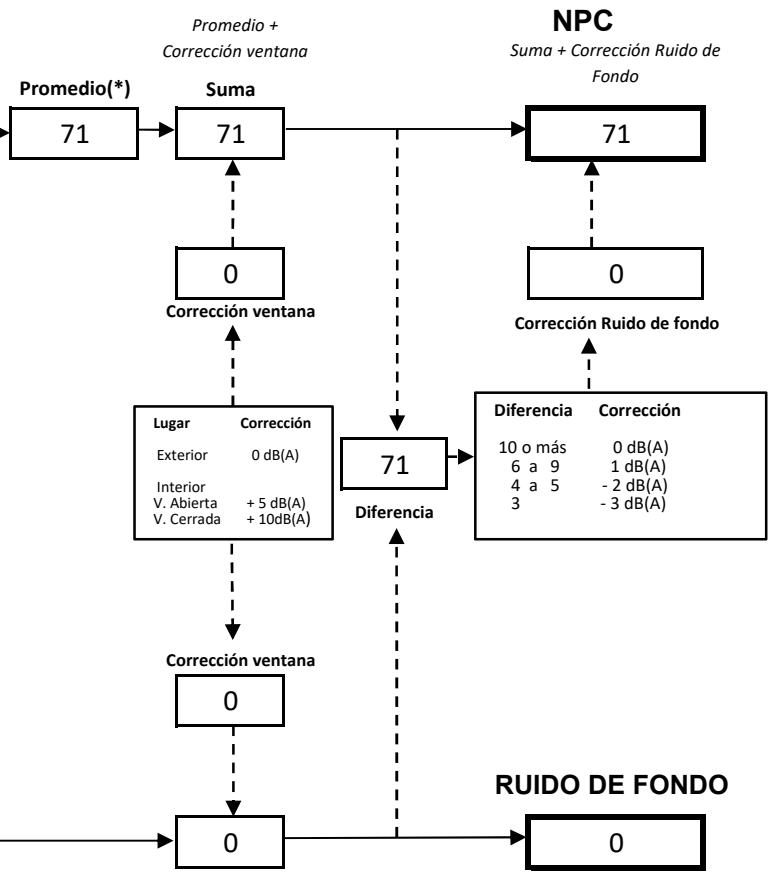 Promedio +
Corrección ventana
NPC
Suma + Corrección Ruido de
Fondo
Promedio(*)
Suma
71
71
71
0
0
Corrección ventana
Corrección Ruido de fondo
Lugar Corrección
Exterior 0 dB(A)
Interior
V. Abierta + 5 dB(A)
V. Cerrada + 10dB(A)
71
Diferencia
Diferencia Corrección
10 o más 0 dB(A)
6 a 9 1 dB(A)
4 a 5 - 2 dB(A)
3 - 3 dB(A)
Corrección ventana
0
RUIDO DE FONDO
0
0